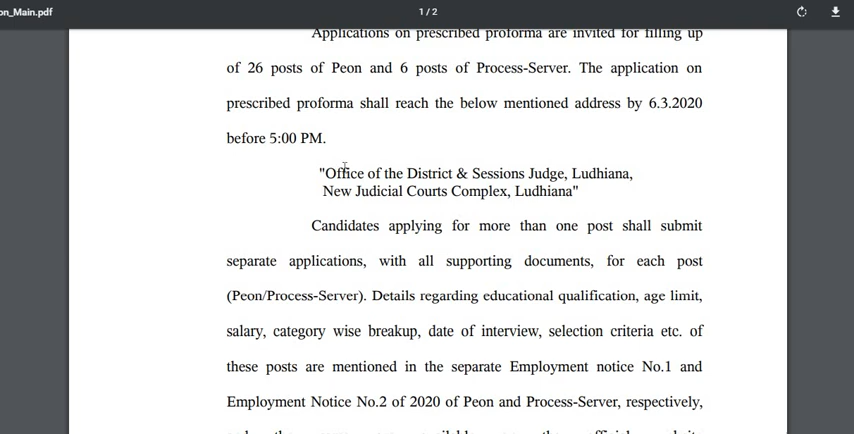 on_Main.pdf
1 / 2
Applications on prescribed proforma are invited for filling up
of 26 posts of Peon and 6 posts of Process-Server. The application on
prescribed proforma shall reach the below mentioned address by 6.3.2020
before 5:00 PM.
"Office of the District & Sessions Judge, Ludhiana,
New Judicial Courts Complex, Ludhiana"
Candidates applying for more than one post shall submit
separate applications, with all supporting documents, for each post
(Peon/Process-Server). Details regarding educational qualification, age limit,
salary, category wise breakup, date of interview, selection criteria etc. of
these posts are mentioned in the separate Employment notice No.1 and
Employment Notice No.2 of 2020 of Peon and Process-Server, respectively,